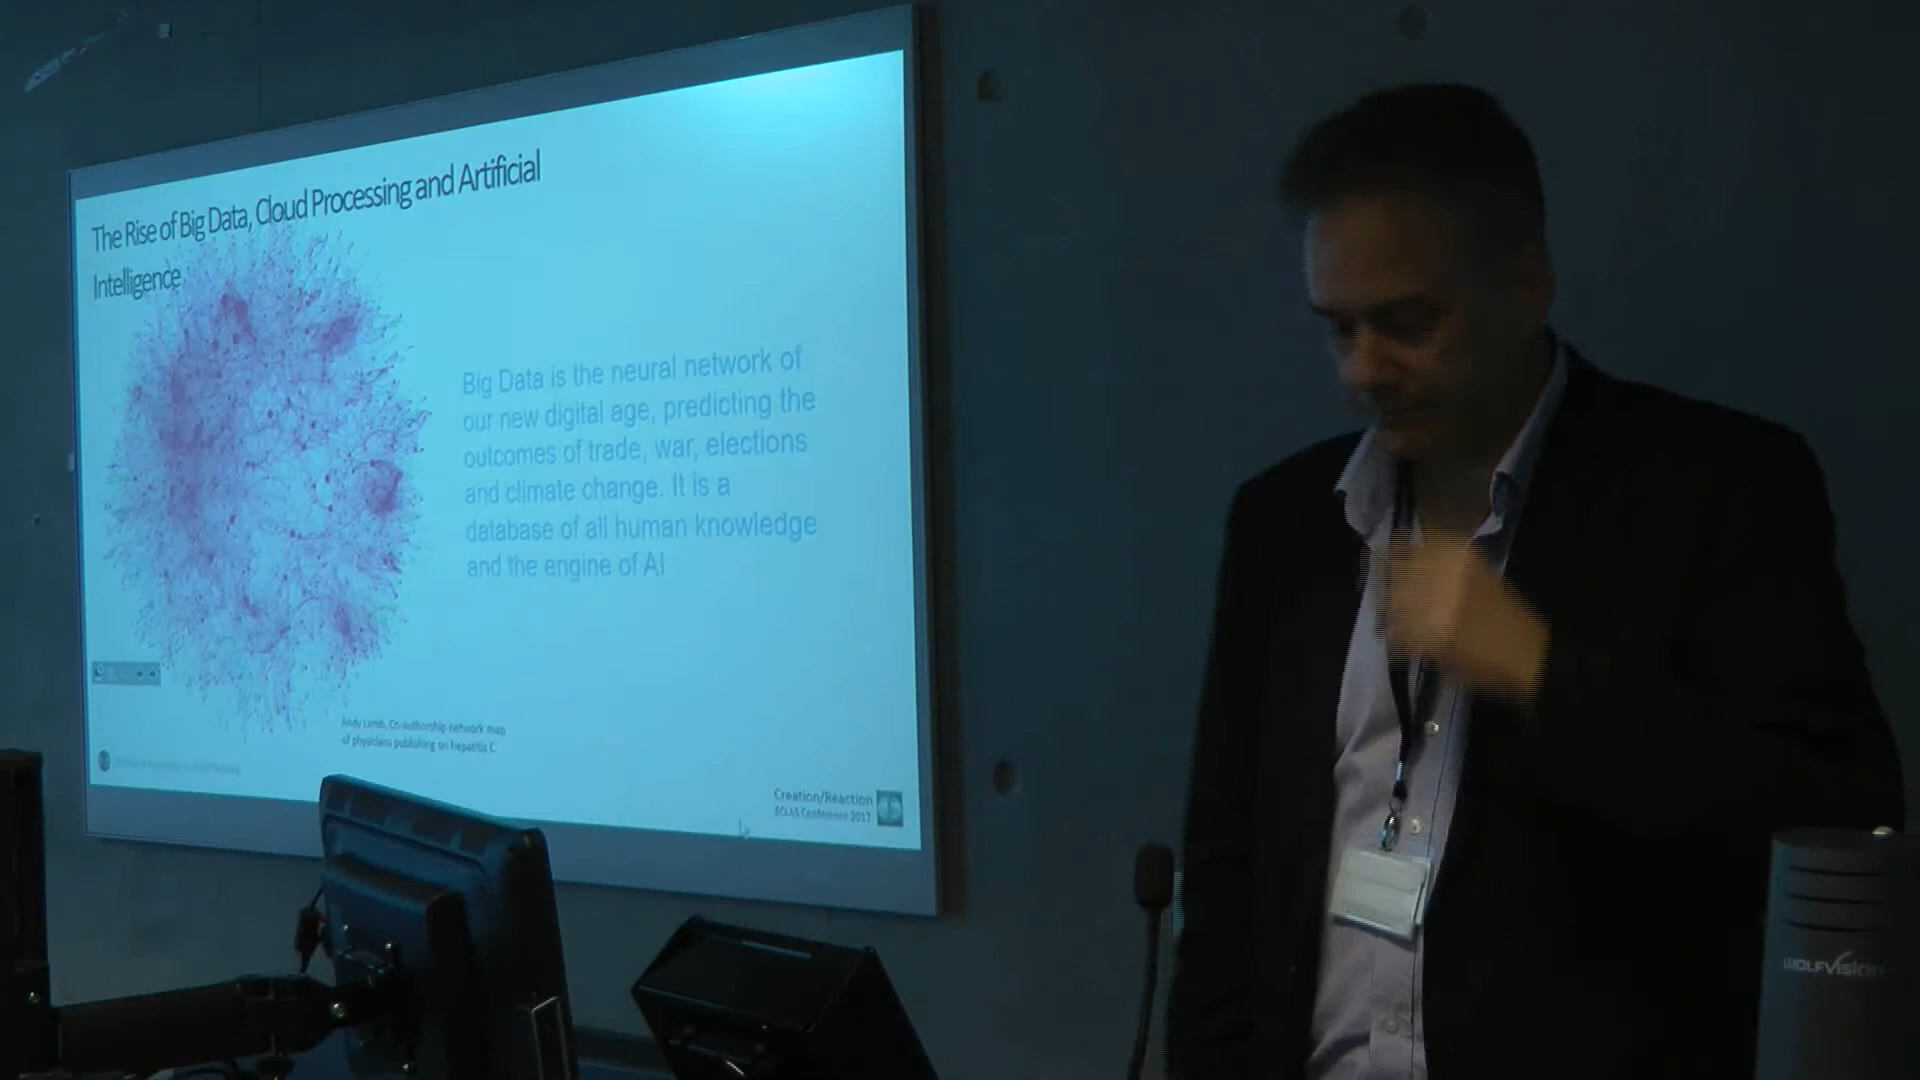 The Rise of Big Data, Cloud Processing and Artificial
Intelligence
Big Data is the neural network of
our new digital age, predicting the
outcomes of trade, war, elections
and climate change. It is a
database of all human knowledge
and the engine of AI
Andy Lamb, Co-authorship network map
of physicians publishing on hepatitis C
Creation/Reaction
ECLAS Conference 2017
WOLFVISION